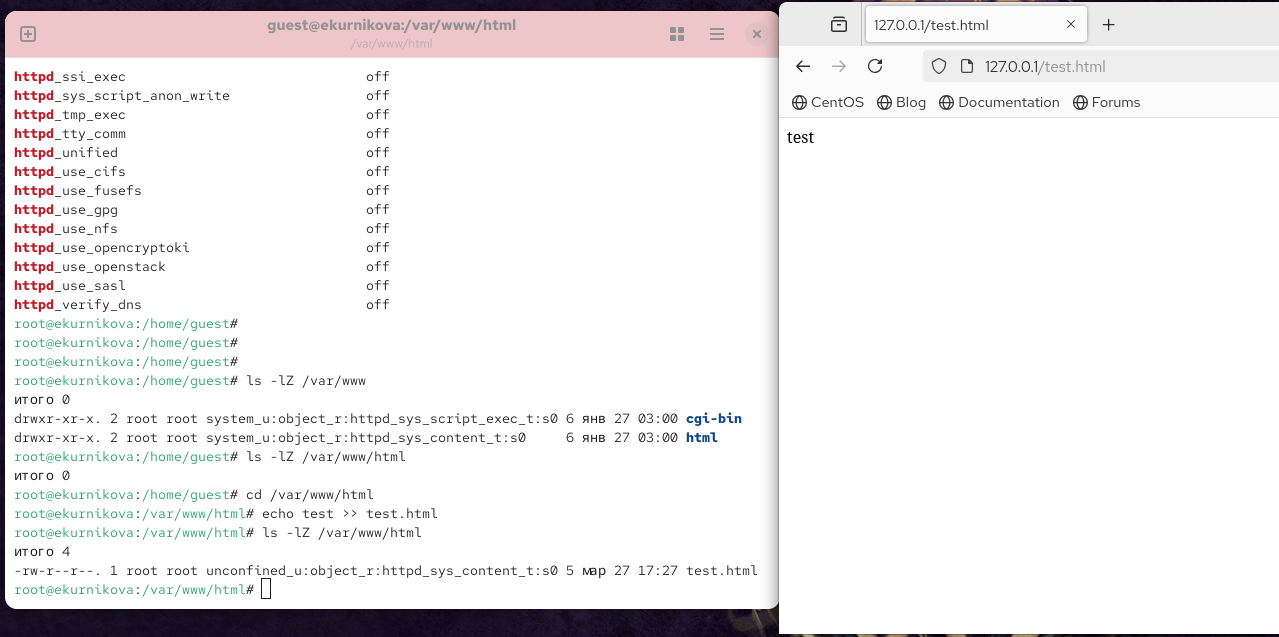 guest@ekurnikova:/var/www/html
/var/www/html
httpd_ssi_exec                              off
httpd_sys_script_anon_write                 off
httpd_tmp_exec                              off
httpd_tty_comm                              off
httpd_unified                               off
httpd_use_cifs                              off
httpd_use_fusefs                            off
httpd_use_gpg                               off
httpd_use_nfs                               off
httpd_use_opencryptoki                      off
httpd_use_openstack                         off
httpd_use_sasl                              off
httpd_verify_dns                            off
root@ekurnikova:/home/guest#
root@ekurnikova:/home/guest#
root@ekurnikova:/home/guest#
root@ekurnikova:/home/guest# ls -lZ /var/www
итого 0
drwxr-xr-x. 2 root root system_u:object_r:httpd_sys_script_exec_t:s0 6 янв 27 03:00 cgi-bin
drwxr-xr-x. 2 root root system_u:object_r:httpd_sys_content_t:s0     6 янв 27 03:00 html
root@ekurnikova:/home/guest# ls -lZ /var/www/html
итого 0
root@ekurnikova:/home/guest# cd /var/www/html
root@ekurnikova:/var/www/html# echo test >> test.html
root@ekurnikova:/var/www/html# ls -lZ /var/www/html
итого 4
-rw-r--r--. 1 root root unconfined_u:object_r:httpd_sys_content_t:s0 5 мар 27 17:27 test.html
root@ekurnikova:/var/www/html#
127.0.0.1/test.html
127.0.0.1/test.html
CentOS Blog Documentation Forums
test